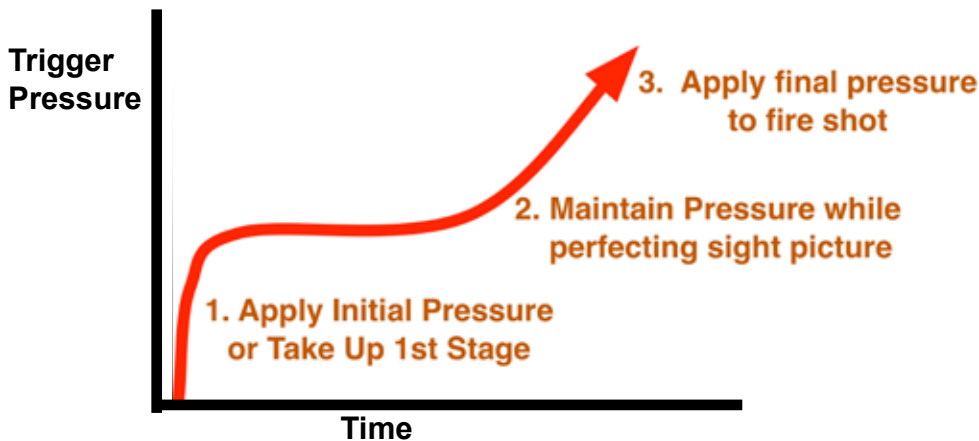 Trigger
Pressure
3. Apply final pressure
to fire shot
2. Maintain Pressure while
perfecting sight picture
1. Apply Initial Pressure
or Take Up 1st Stage
Time